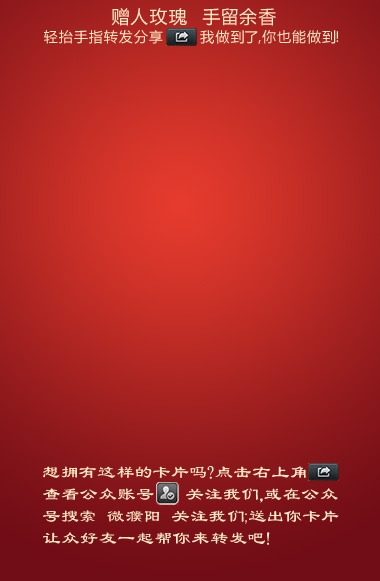 赠人玫瑰 手留余香
轻抬手指转发分享 我做到了,你也能做到!
想拥有这样的卡片吗?点击右上角
查看公众账号 关注我们,或在公众
号搜索 微濮阳 关注我们;送出你卡片
让众好友一起帮你来转发吧!